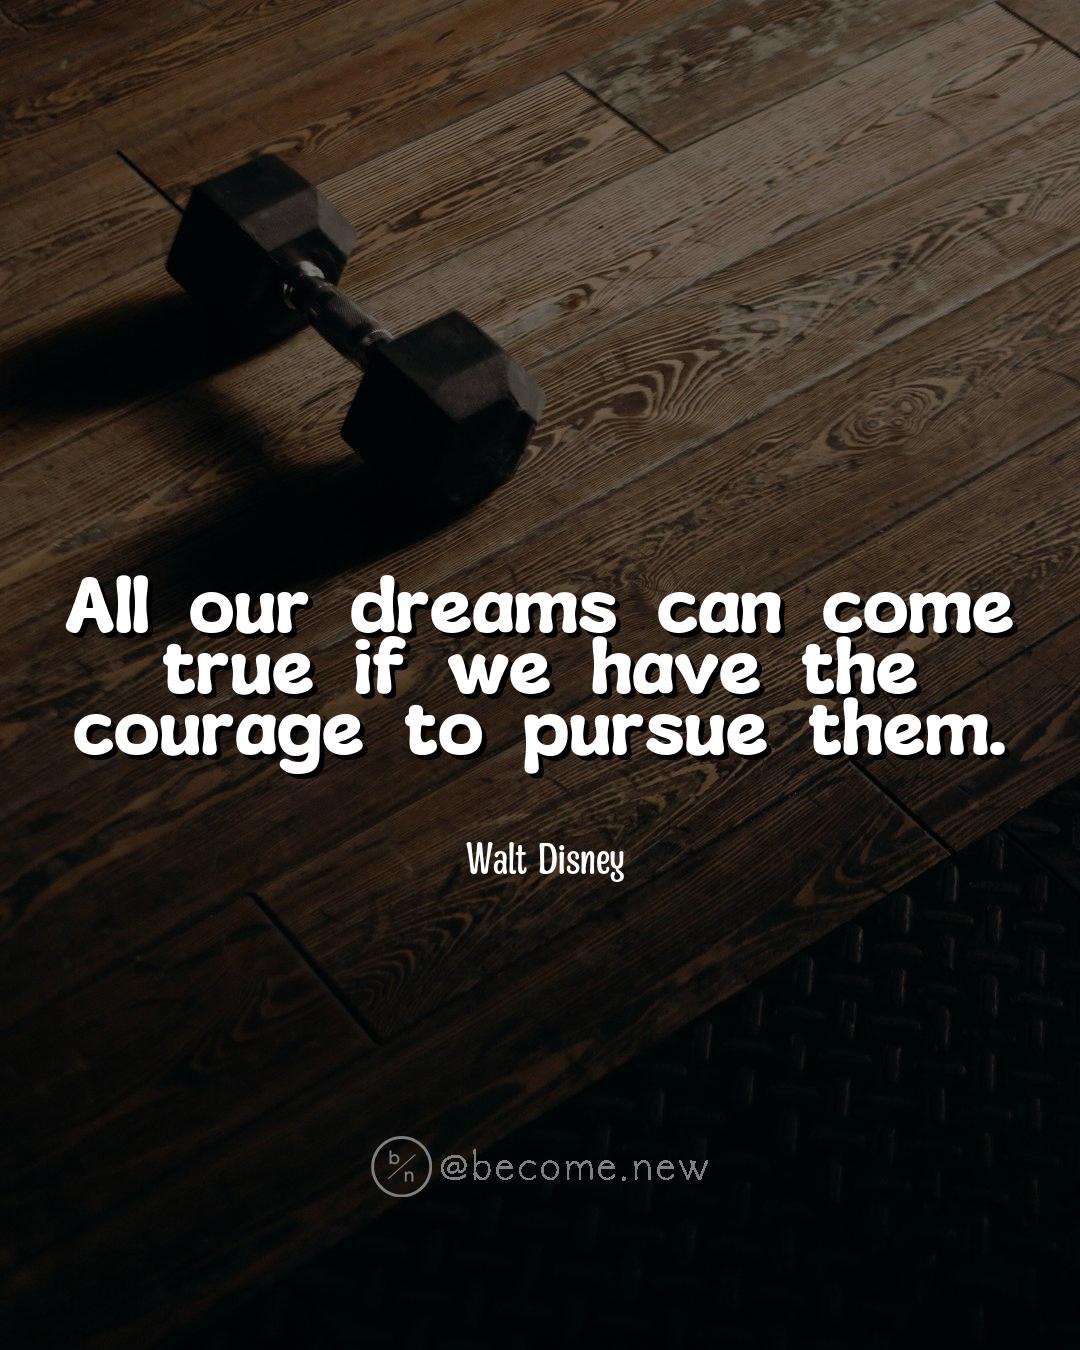 All our dreams can come
true if we have the
courage to pursue them.
Walt Disney
b/n @become.new